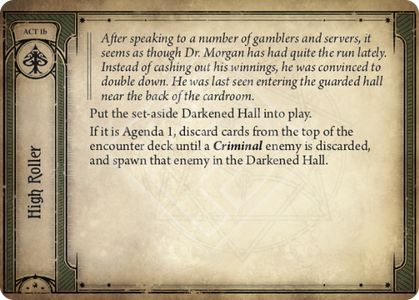 ACT 1b
High Roller
After speaking to a number of gamblers and servers, it
seems as though Dr. Morgan has had quite the run lately.
Instead of cashing out his winnings, he was convinced to
double down. He was last seen entering the guarded hall
near the back of the cardroom.
Put the set-aside Darkened Hall into play.
If it is Agenda 1, discard cards from the top of the
encounter deck until a Criminal enemy is discarded,
and spawn that enemy in the Darkened Hall.